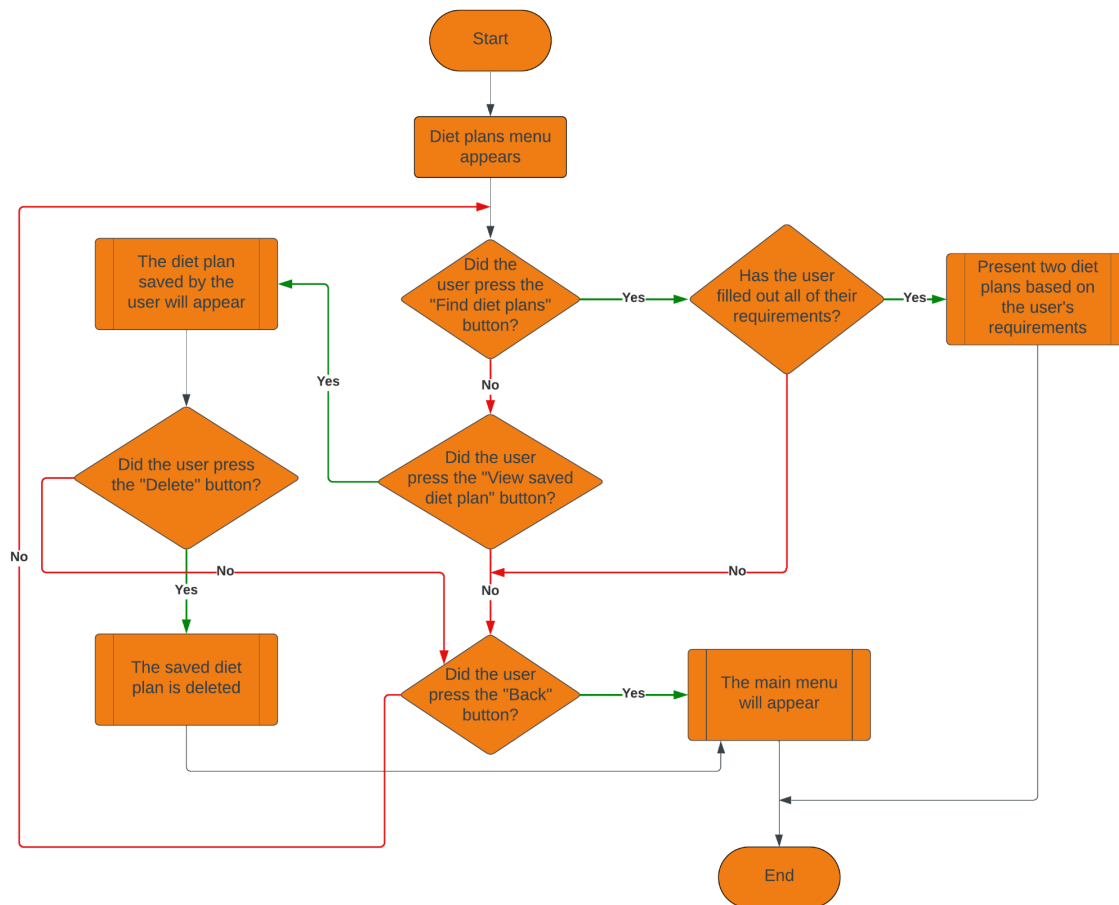 Start
Diet plans menu
appears
The diet plan
saved by the
user will appear
Did the
user press the
"Find diet plans"
button?
Yes
Has the user
filled out all of their
requirements?
Yes
Present two diet
plans based on
the user's
requirements
Yes
No
Did the user press
the "Delete" button?
Did the user
press the "View saved
diet plan" button?
No
No
No
Yes
No
The saved diet
plan is deleted
Did the user
press the "Back"
button?
Yes
The main menu
will appear
End